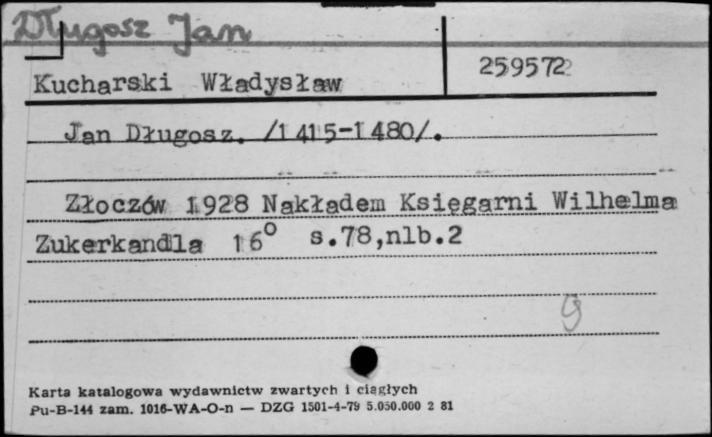 Długosz Jan
Kucharski Władysław 259572
Jan Długosz. /1415-1480/.
Złoczów 1928 Nakładem Księgarni Wilhelma
Zukerkandla 16° s.78,nlb.2
9
Karta katalogowa wydawnictw zwartych i ciągłych
Pu-B-144 zam. 1016-WA-O-n — DZG 1501-4-79 5.050.000 2 81